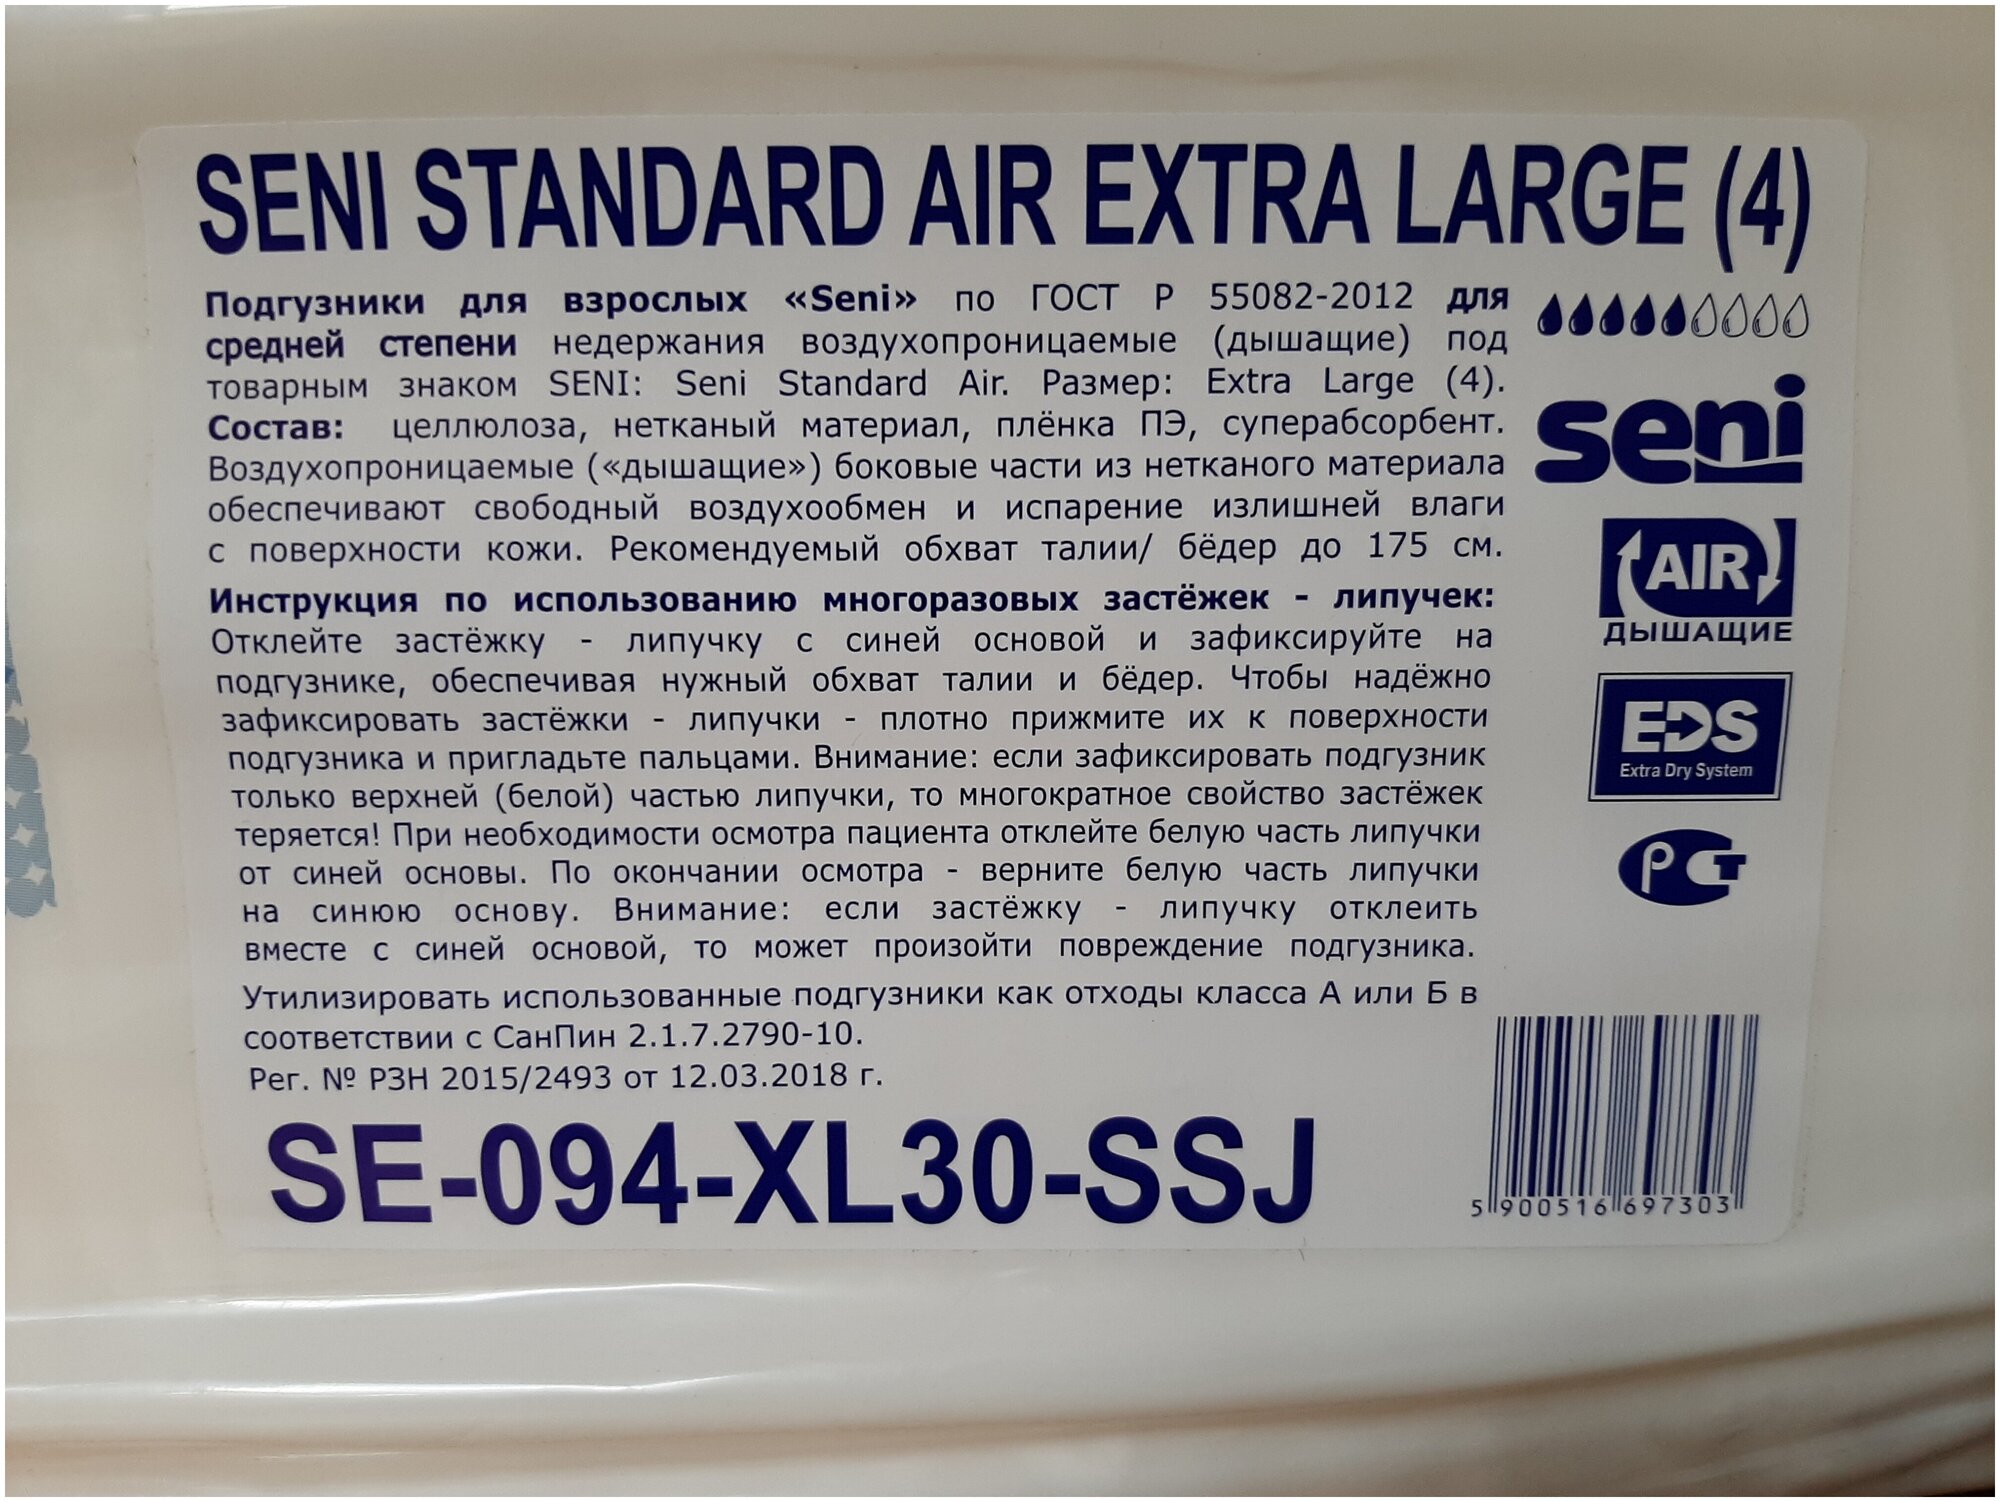 SENI STANDARD AIR EXTRA LARGE (4)
Подгузники для взрослых «Seni» по ГОСТ Р 55082-2012 для
средней степени недержания воздухопроницаемые (дышащие) под
товарным знаком SENI: Seni Standard Air. Размер: Extra Large (4).
Состав: целлюлоза, нетканый материал, плёнка ПЭ, суперабсорбент.
Воздухопроницаемые («дышащие») боковые части из нетканого материала
обеспечивают свободный воздухообмен и испарение излишней влаги
с поверхности кожи. Рекомендуемый обхват талии/ бёдер до 175 см.
Инструкция по использованию многоразовых застёжек - липучек:
Отклейте застёжку - липучку с синей основой и зафиксируйте на
подгузнике, обеспечивая нужный обхват талии и бёдер. Чтобы надёжно
зафиксировать застёжки - липучки - плотно прижмите их к поверхности
подгузника и пригладьте пальцами. Внимание: если зафиксировать подгузник
только верхней (белой) частью липучки, то многократное свойство застёжек
теряется! При необходимости осмотра пациента отклейте белую часть липучки
от синей основы. По окончании осмотра - верните белую часть липучки
на синюю основу. Внимание: если застёжку - липучку отклеить
вместе с синей основой, то может произойти повреждение подгузника.
Утилизировать использованные подгузники как отходы класса А или Б в
соответствии с СанПин 2.1.7.2790-10.
Рег. № РЗН 2015/2493 от 12.03.2018 г.
SE-094-XL30-SSJ
seni
AIR
ДЫШАЩИЕ
EDS
Extra Dry System
РСТ
5 900516 697303